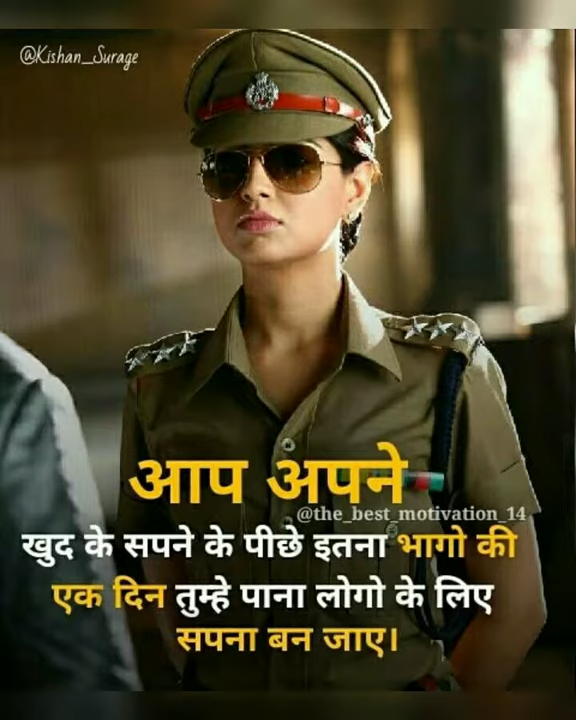 @Kishan_Surage
आप अपने
@the_best_motivation_14
खुद के सपने के पीछे इतना भागो की
एक दिन तुम्हे पाना लोगो के लिए
सपना बन जाए।